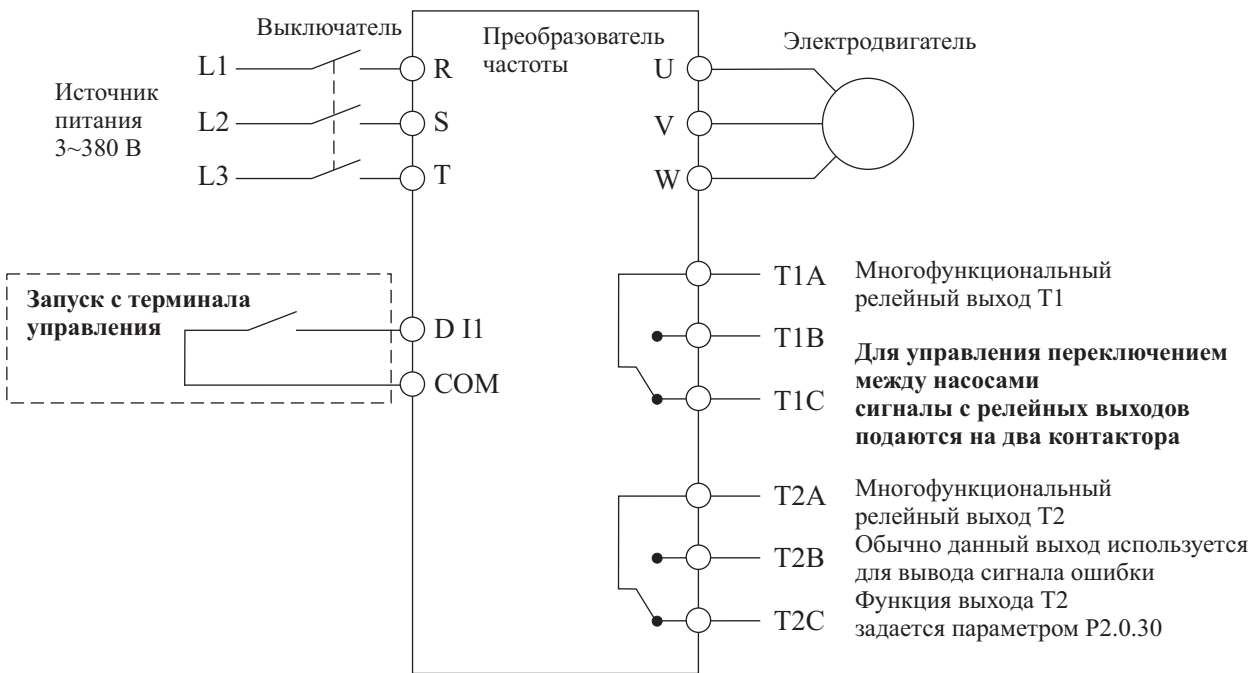 Выключатель
Преобразователь
частоты
Электродвигатель
L1
R
U
Источник
питания
3~380 В
L2
S
V
L3
T
W
Запуск с терминала
управления
D I1
COM
T1A
Многофункциональный
релейный выход T1
T1B
T1C
Для управления переключением
между насосами
сигналы с релейных выходов
подаются на два контактора
T2A
Многофункциональный
релейный выход T2
T2B
Обычно данный выход используется
для вывода сигнала ошибки
T2C
Функция выхода T2
задается параметром P2.0.30